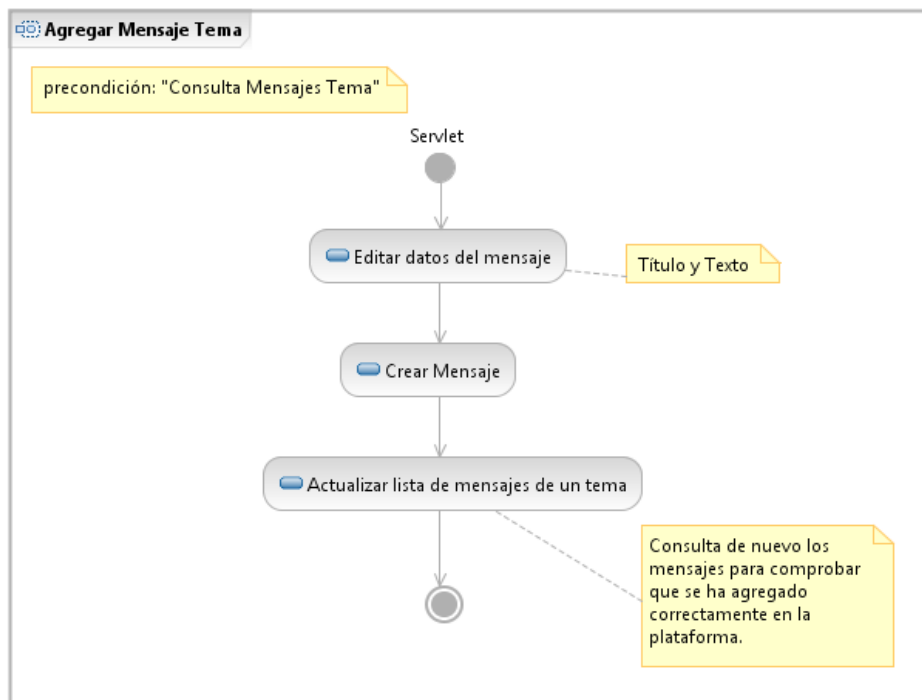 Agregar Mensaje Tema
precondición: "Consulta Mensajes Tema"
Servlet
Editar datos del mensaje
Título y Texto
Crear Mensaje
Actualizar lista de mensajes de un tema
Consulta de nuevo los
mensajes para comprobar
que se ha agregado
correctamente en la
plataforma.